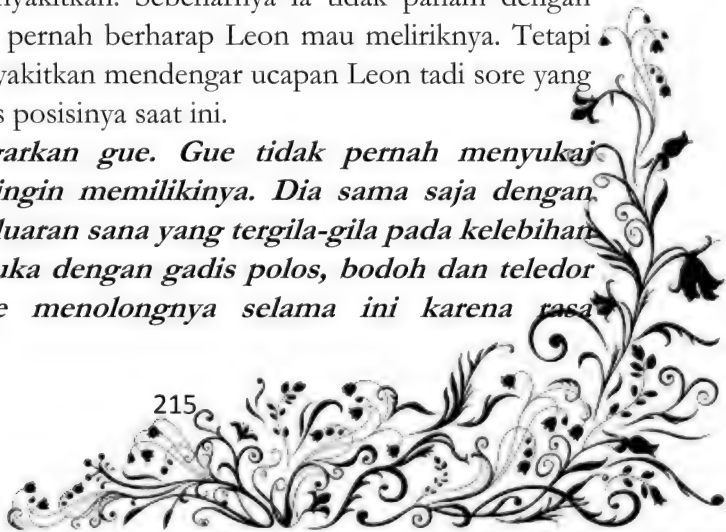 nyakitkan. Sebenarnya ia tidak paham dengan
pernah berharap Leon mau meliriknya. Tetapi
yakitkan mendengar ucapan Leon tadi sore yang
s posisinya saat ini.
garkan gue. Gue tidak pernah menyukai
ingin memilikinya. Dia sama saja dengan
luaran sana yang tergila-gila pada kelebihan
uka dengan gadis polos, bodoh dan teledor
e menolongnya selama ini karena rasa
215